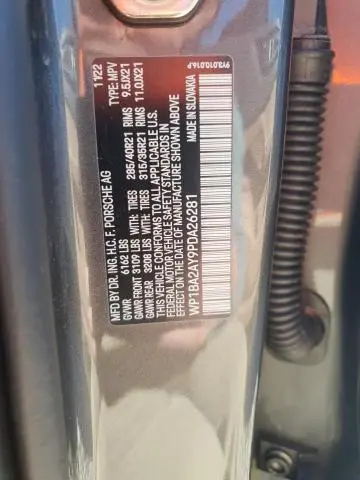 MFD BY DR. ING. H.C. F. PORSCHE AG 11/22
GVWR 6162 LBS TYPE: MPV
GAWR FRONT 3109 LBS WITH: TIRES 285/40R21 RIMS 9.5JX21
GAWR REAR 3208 LBS WITH: TIRES 315/35R21 RIMS 11.0JX21
THIS VEHICLE CONFORMS TO ALL APPLICABLE U.S.
FEDERAL MOTOR VEHICLE SAFETY STANDARDS IN
EFFECT ON THE DATE OF MANUFACTURE SHOWN ABOVE
WP1BA2AY9PDA26281 MADE IN SLOVAKIA
9Y3.010.016.P